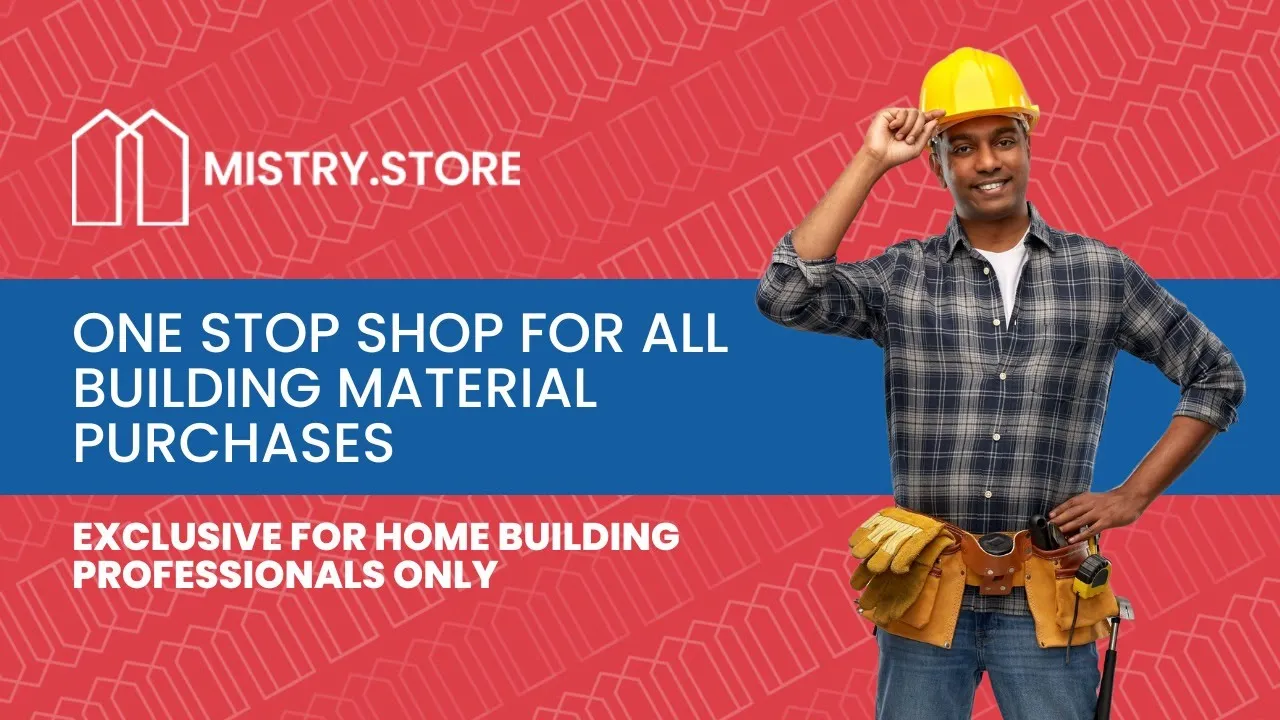 MISTRY.STORE
ONE STOP SHOP FOR ALL
BUILDING MATERIAL
PURCHASES
EXCLUSIVE FOR HOME BUILDING
PROFESSIONALS ONLY